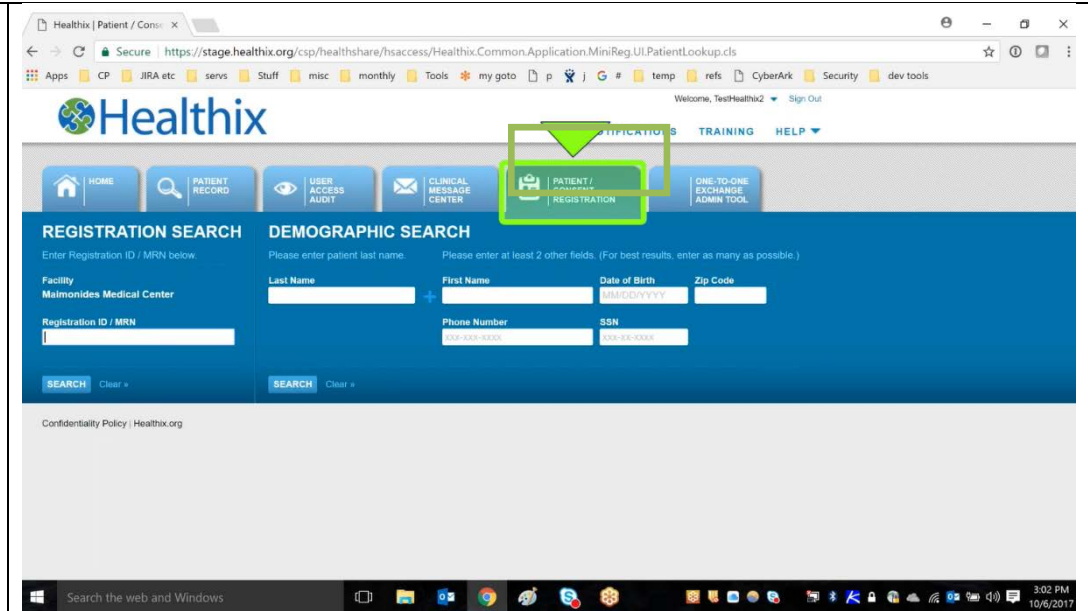 Healthix | Patient / Conse
Secure https://stage.healthix.org/csp/healthshare/hsaccess/Healthix.Common.Application.MiniReg.UI.PatientLookup.cls
Apps CP JIRA etc servs Stuff misc monthly Tools my goto p j G # temp refs CyberArk Security dev tools
Welcome, TestHealthix2 Sign Out
Healthix
TRAINING HELP
HOME
PATIENT RECORD
USER ACCESS AUDIT
CLINICAL MESSAGE CENTER
PATIENT / CONSENT REGISTRATION
ONE-TO-ONE EXCHANGE ADMIN TOOL
REGISTRATION SEARCH
Enter Registration ID / MRN below.
Facility
Maimonides Medical Center
Registration ID / MRN
SEARCH Clear »
DEMOGRAPHIC SEARCH
Please enter patient last name. Please enter at least 2 other fields. (For best results, enter as many as possible.)
Last Name First Name Date of Birth Zip Code
+ MM/DD/YYYY
Phone Number SSN
xxx-xxx-xxxx xxx-xx-xxxx
SEARCH Clear »
Confidentiality Policy | Healthix.org
Search the web and Windows
3:02 PM
10/6/2017